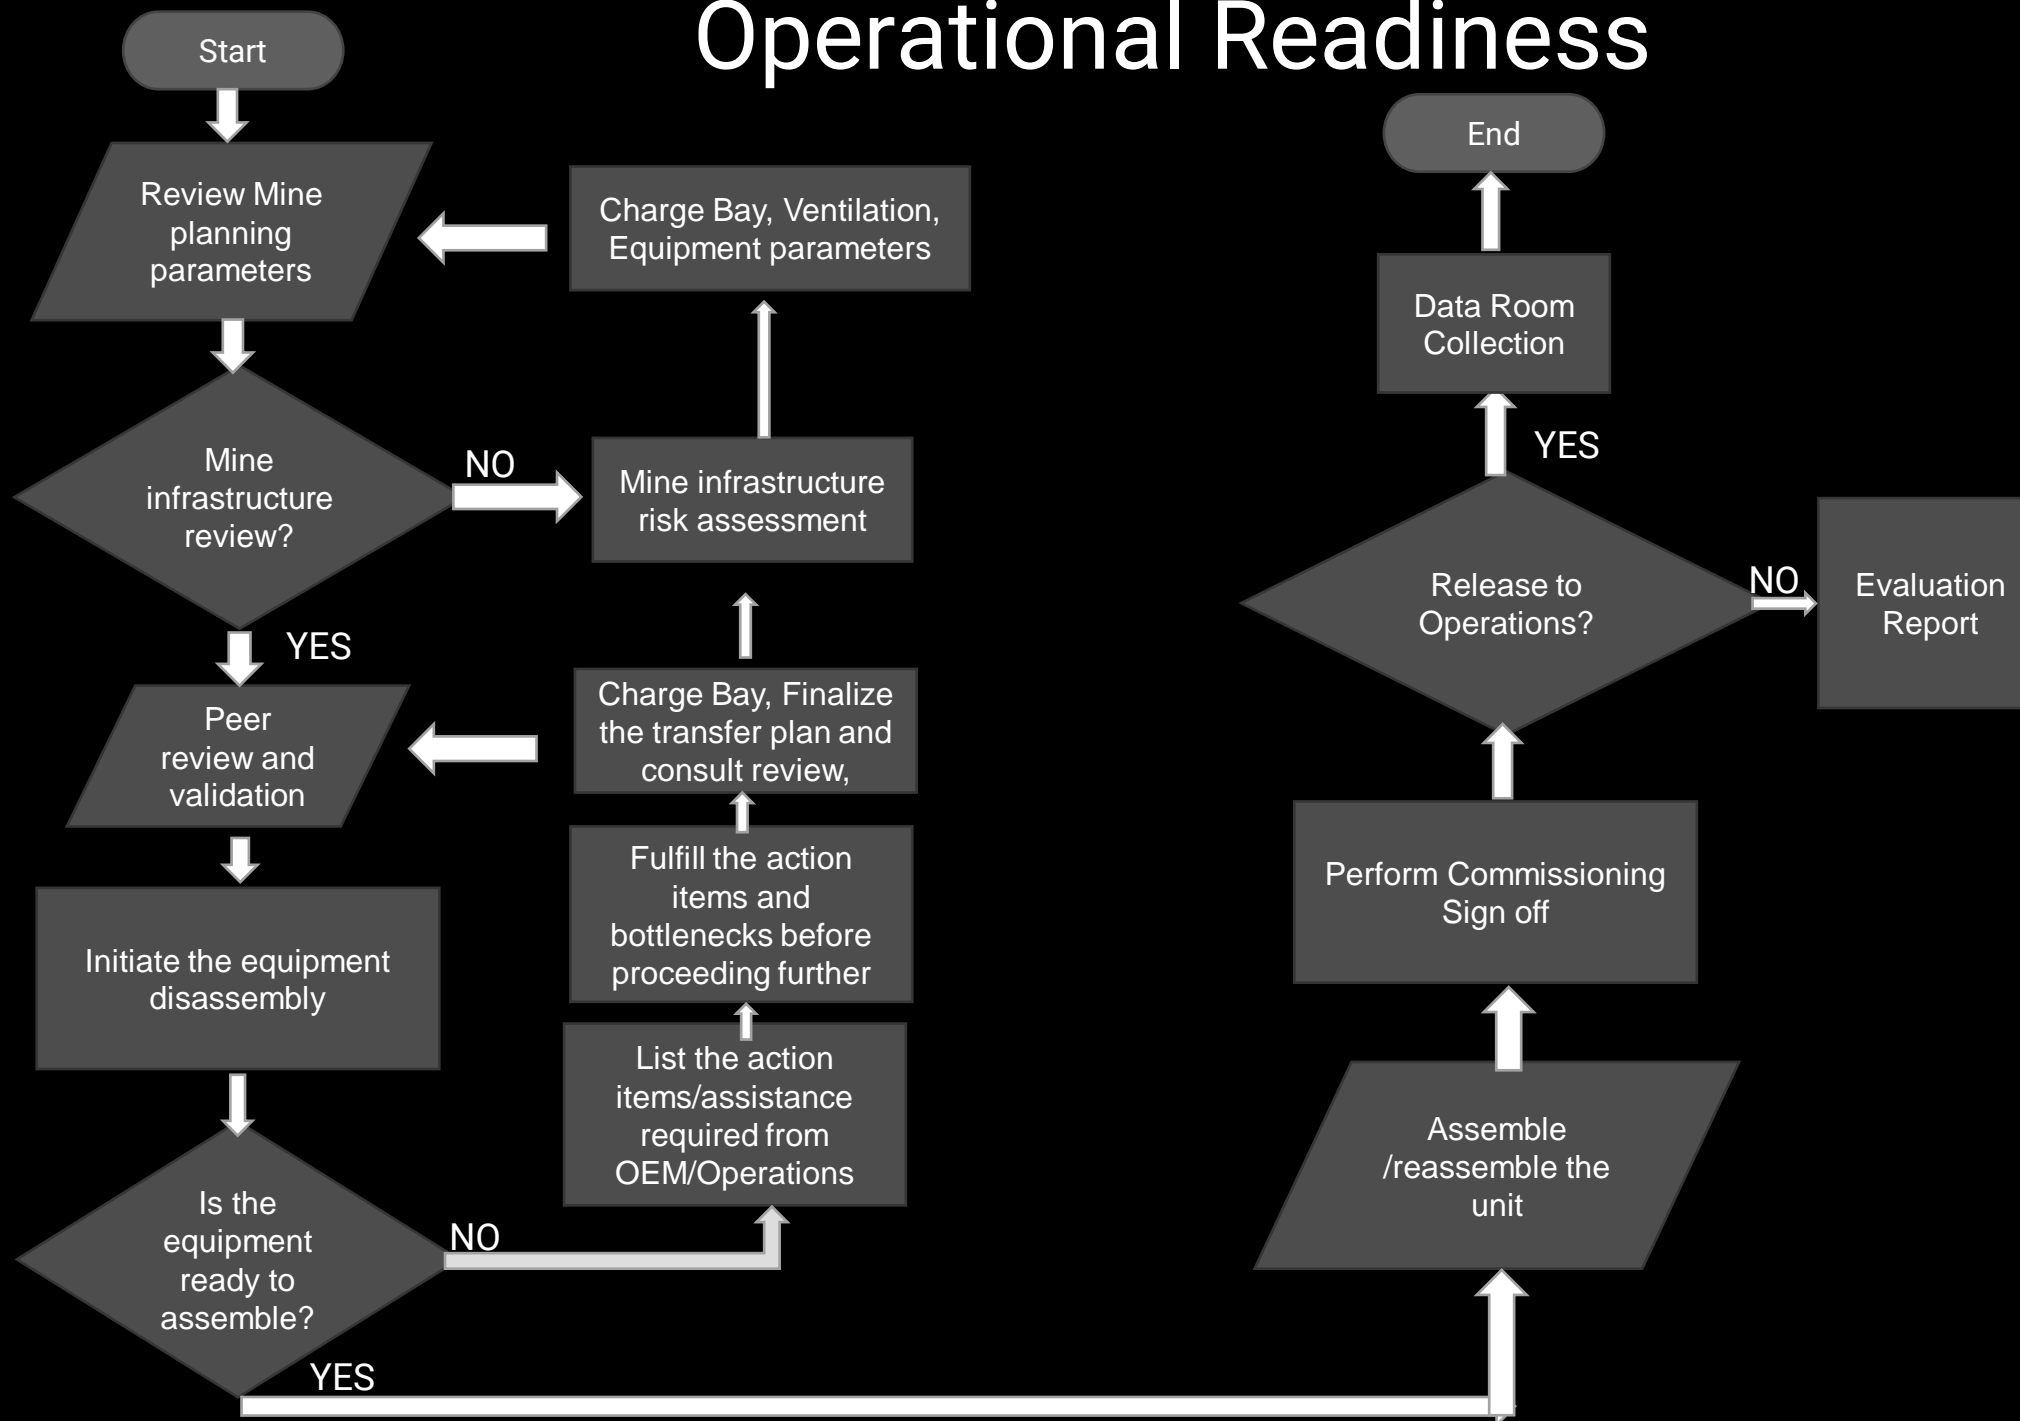 Operational Readiness
Start
Review Mine
planning
parameters
Charge Bay, Ventilation,
Equipment parameters
Mine
infrastructure
review?
NO
Mine infrastructure
risk assessment
YES
Peer
review and
validation
Charge Bay, Finalize
the transfer plan and
consult review,
Initiate the equipment
disassembly
Fulfill the action
items and
bottlenecks before
proceeding further
List the action
items/assistance
required from
OEM/Operations
Is the
equipment
ready to
assemble?
NO
YES
End
Data Room
Collection
YES
Release to
Operations?
NO
Evaluation
Report
Perform Commissioning
Sign off
Assemble
/reassemble the
unit